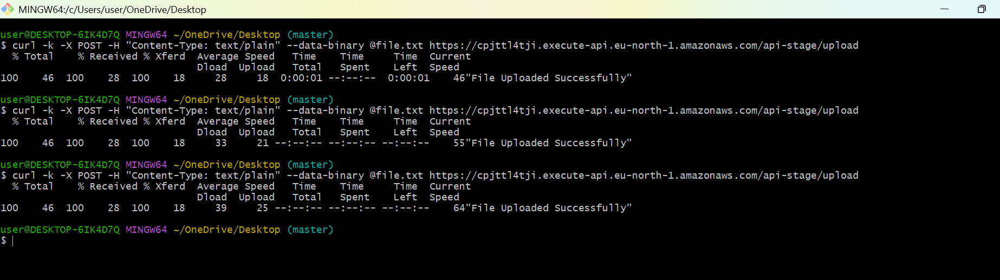 MINGW64:/c/Users/user/OneDrive/Desktop
user@DESKTOP-6IK4D7Q MINGW64 ~/OneDrive/Desktop (master)
$ curl -k -X POST -H "Content-Type: text/plain" --data-binary @file.txt https://cpjttl4tji.execute-api.eu-north-1.amazonaws.com/api-stage/upload
  % Total    % Received % Xferd  Average Speed   Time    Time     Time  Current
                                 Dload  Upload   Total   Spent    Left  Speed
100    46  100    28  100    18     28     18  0:00:01 --:--:--  0:00:01    46"File Uploaded Successfully"
user@DESKTOP-6IK4D7Q MINGW64 ~/OneDrive/Desktop (master)
$ curl -k -X POST -H "Content-Type: text/plain" --data-binary @file.txt https://cpjttl4tji.execute-api.eu-north-1.amazonaws.com/api-stage/upload
  % Total    % Received % Xferd  Average Speed   Time    Time     Time  Current
                                 Dload  Upload   Total   Spent    Left  Speed
100    46  100    28  100    18     33     21 --:--:-- --:--:-- --:--:--    55"File Uploaded Successfully"
user@DESKTOP-6IK4D7Q MINGW64 ~/OneDrive/Desktop (master)
$ curl -k -X POST -H "Content-Type: text/plain" --data-binary @file.txt https://cpjttl4tji.execute-api.eu-north-1.amazonaws.com/api-stage/upload
  % Total    % Received % Xferd  Average Speed   Time    Time     Time  Current
                                 Dload  Upload   Total   Spent    Left  Speed
100    46  100    28  100    18     39     25 --:--:-- --:--:-- --:--:--    64"File Uploaded Successfully"
user@DESKTOP-6IK4D7Q MINGW64 ~/OneDrive/Desktop (master)
$